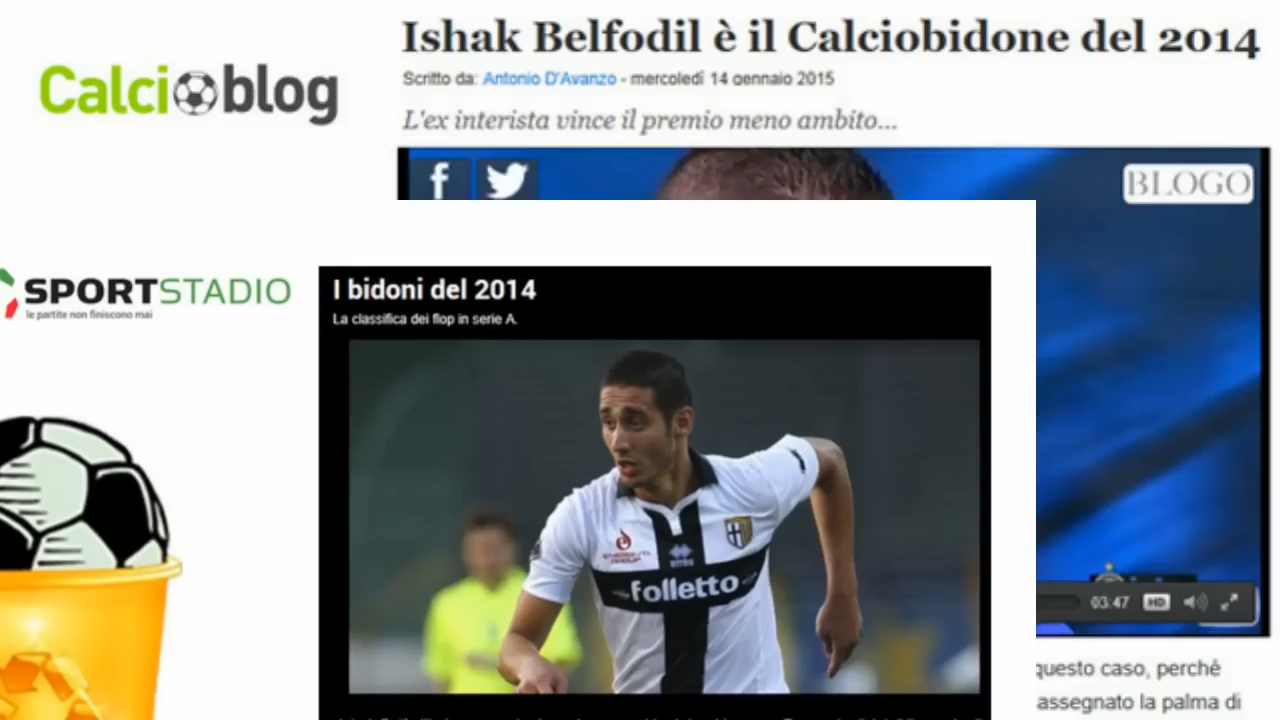 Calcioblog
Ishak Belfodil è il Calciobidone del 2014
Scritto da: Antonio D'Avanzo - mercoledì 14 gennaio 2015
L'ex interista vince il premio meno ambito...
BLOGO
SPORTSTADIO
le partite non finiscono mai
I bidoni del 2014
La classifica dei flop in serie A.
folletto
03:47
HD
questo caso, perché
assegnato la palma di